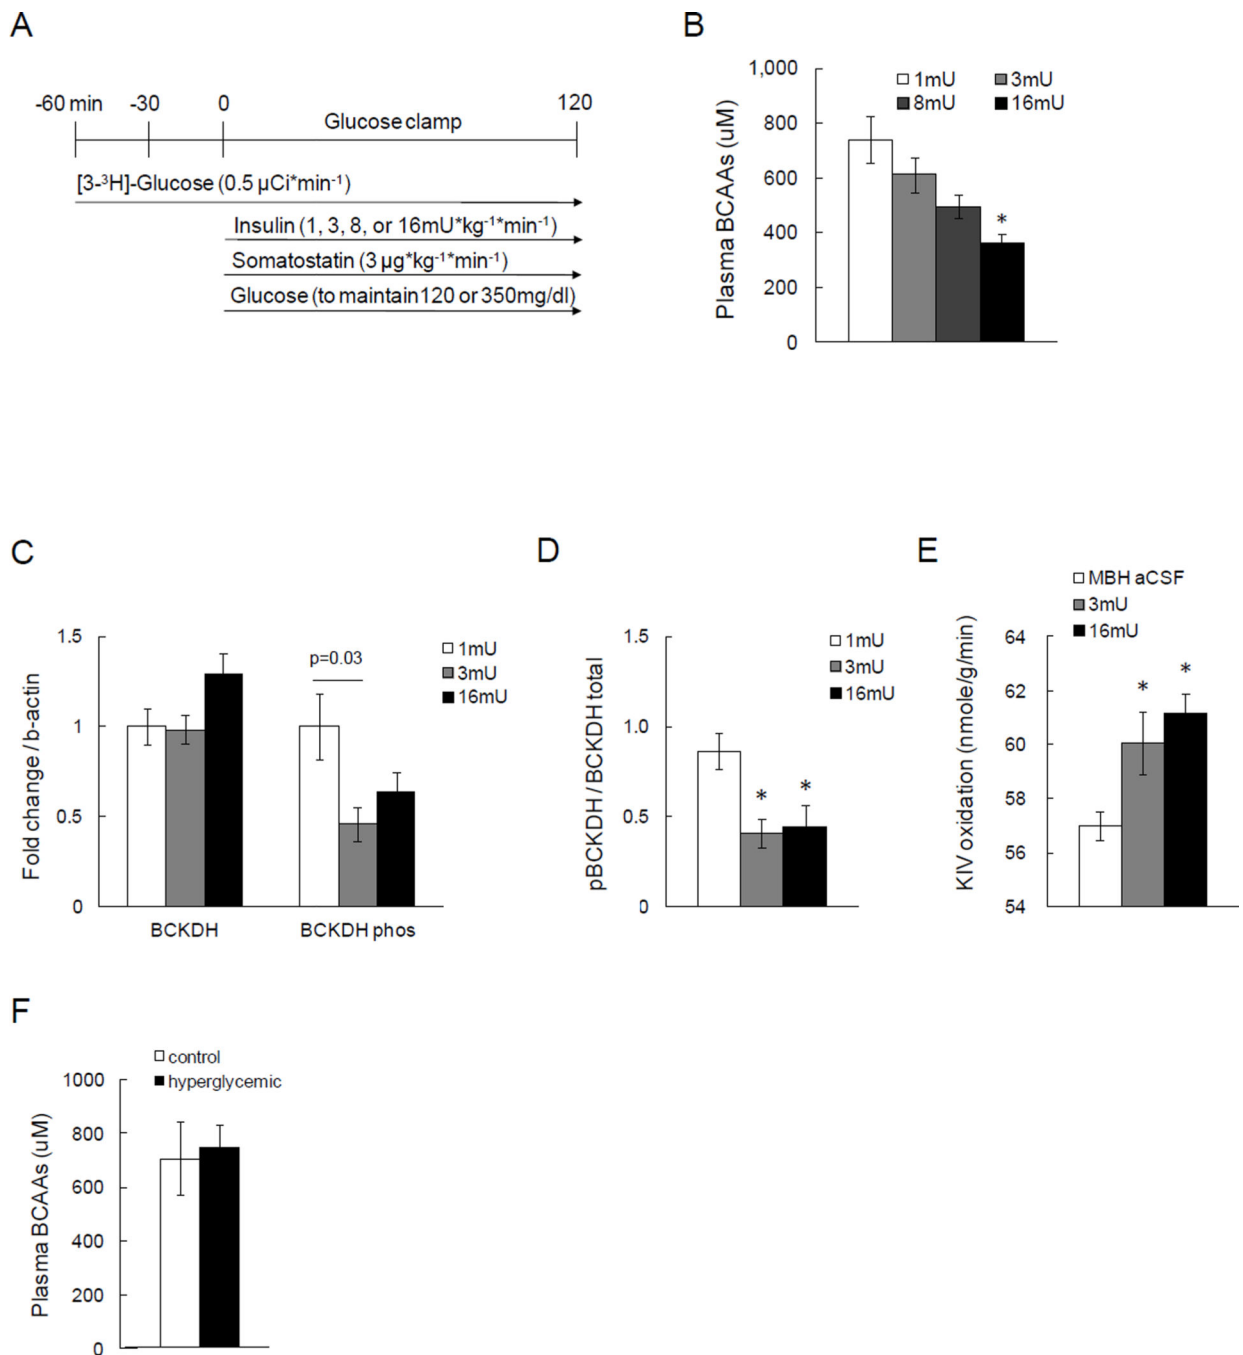 A
-60 min -30 0 120
Glucose clamp
[3-³H]-Glucose (0.5 µCi*min⁻¹)
Insulin (1, 3, 8, or 16mU*kg⁻¹*min⁻¹)
Somatostatin (3 µg*kg⁻¹*min⁻¹)
Glucose (to maintain 120 or 350mg/dl)
B
Plasma BCAAs (uM)
1,000
800
600
400
200
0
1mU 3mU
8mU 16mU
*
C
Fold change / b-actin
1.5
1
0.5
0
p=0.03
1mU
3mU
16mU
BCKDH BCKDH phos
D
pBCKDH / BCKDH total
1.5
1.0
0.5
0
1mU
3mU
16mU
* *
E
MBH aCSF
3mU
16mU
KIV oxidation (nmole/g/min)
64
62
60
58
56
54
* *
F
control
hyperglycemic
Plasma BCAAs (uM)
1000
800
600
400
200
0